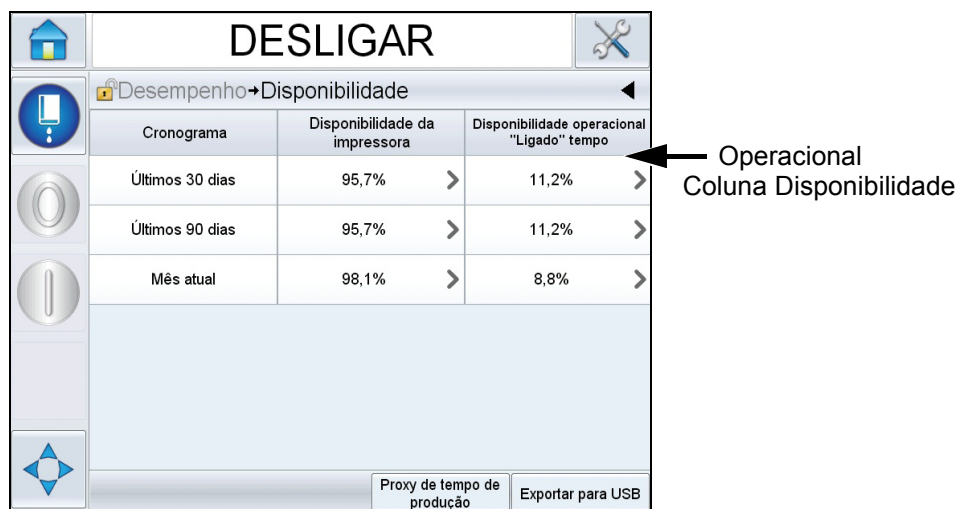 DESLIGAR
Desempenho→Disponibilidade
Cronograma
Disponibilidade da
impressora
Disponibilidade operacional
"Ligado" tempo
Últimos 30 dias
95,7%
11,2%
Últimos 90 dias
95,7%
11,2%
Mês atual
98,1%
8,8%
Proxy de tempo de
produção
Exportar para USB
Operacional
Coluna Disponibilidade